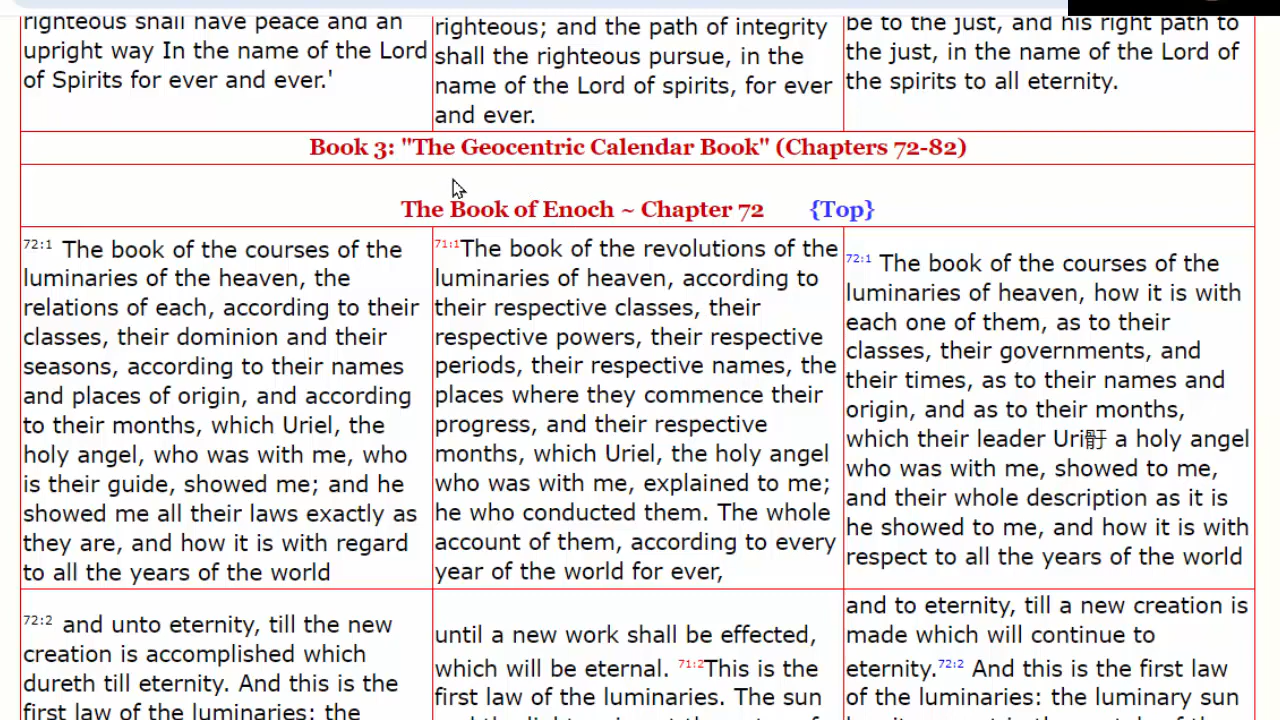 righteous shall have peace and an
upright way In the name of the Lord
of Spirits for ever and ever.'
righteous; and the path of integrity
shall the righteous pursue, in the
name of the Lord of spirits, for ever
and ever.
be to the just, and his right path to
the just, in the name of the Lord of
the spirits to all eternity.
Book 3: "The Geocentric Calendar Book" (Chapters 72-82)
The Book of Enoch ~ Chapter 72 {Top}
72:1 The book of the courses of the
luminaries of the heaven, the
relations of each, according to their
classes, their dominion and their
seasons, according to their names
and places of origin, and according
to their months, which Uriel, the
holy angel, who was with me, who
is their guide, showed me; and he
showed me all their laws exactly as
they are, and how it is with regard
to all the years of the world
71:1The book of the revolutions of the
luminaries of heaven, according to
their respective classes, their
respective powers, their respective
periods, their respective names, the
places where they commence their
progress, and their respective
months, which Uriel, the holy angel
who was with me, explained to me;
he who conducted them. The whole
account of them, according to every
year of the world for ever,
72:1 The book of the courses of the
luminaries of heaven, how it is with
each one of them, as to their
classes, their governments, and
their times, as to their names and
origin, and as to their months,
which their leader Uri骬 a holy angel
who was with me, showed to me,
and their whole description as it is
he showed to me, and how it is with
respect to all the years of the world
72:2 and unto eternity, till the new
creation is accomplished which
dureth till eternity. And this is the
first law of the luminaries: the
until a new work shall be effected,
which will be eternal. 71:2This is the
first law of the luminaries. The sun
and to eternity, till a new creation is
made which will continue to
eternity.72:2 And this is the first law
of the luminaries: the luminary sun